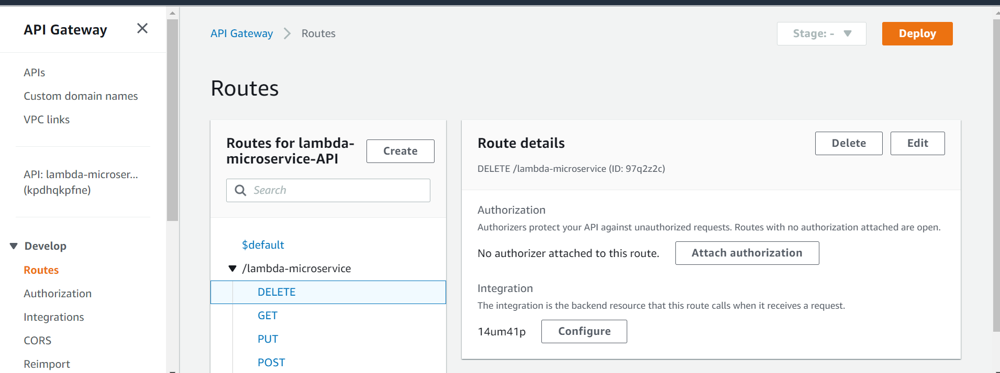 API Gateway
APIs
Custom domain names
VPC links
API: lambda-microser...
(kpdhqkpfne)
Develop
Routes
Authorization
Integrations
CORS
Reimport
API Gateway > Routes
Stage: -
Deploy
Routes
Routes for lambda-
microservice-API
Create
Search
$default
/lambda-microservice
DELETE
GET
PUT
POST
Route details
Delete
Edit
DELETE /lambda-microservice (ID: 97q2z2c)
Authorization
Authorizers protect your API against unauthorized requests. Routes with no authorization attached are open.
No authorizer attached to this route.
Attach authorization
Integration
The integration is the backend resource that this route calls when it receives a request.
14um41p
Configure